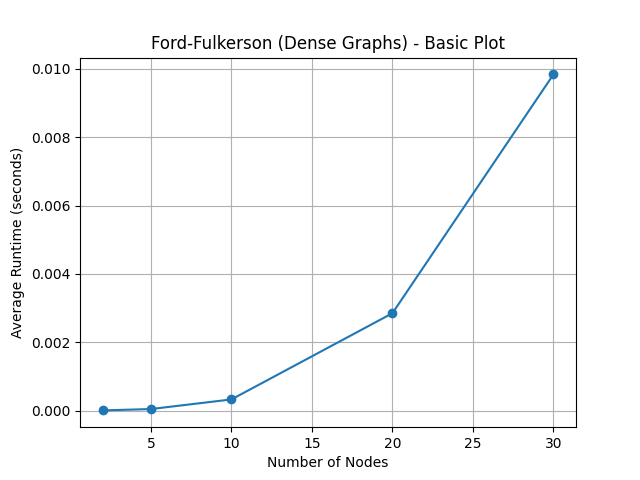 Ford-Fulkerson (Dense Graphs) - Basic Plot
0.010
0.008
0.006
0.004
0.002
0.000
Average Runtime (seconds)
5 10 15 20 25 30
Number of Nodes